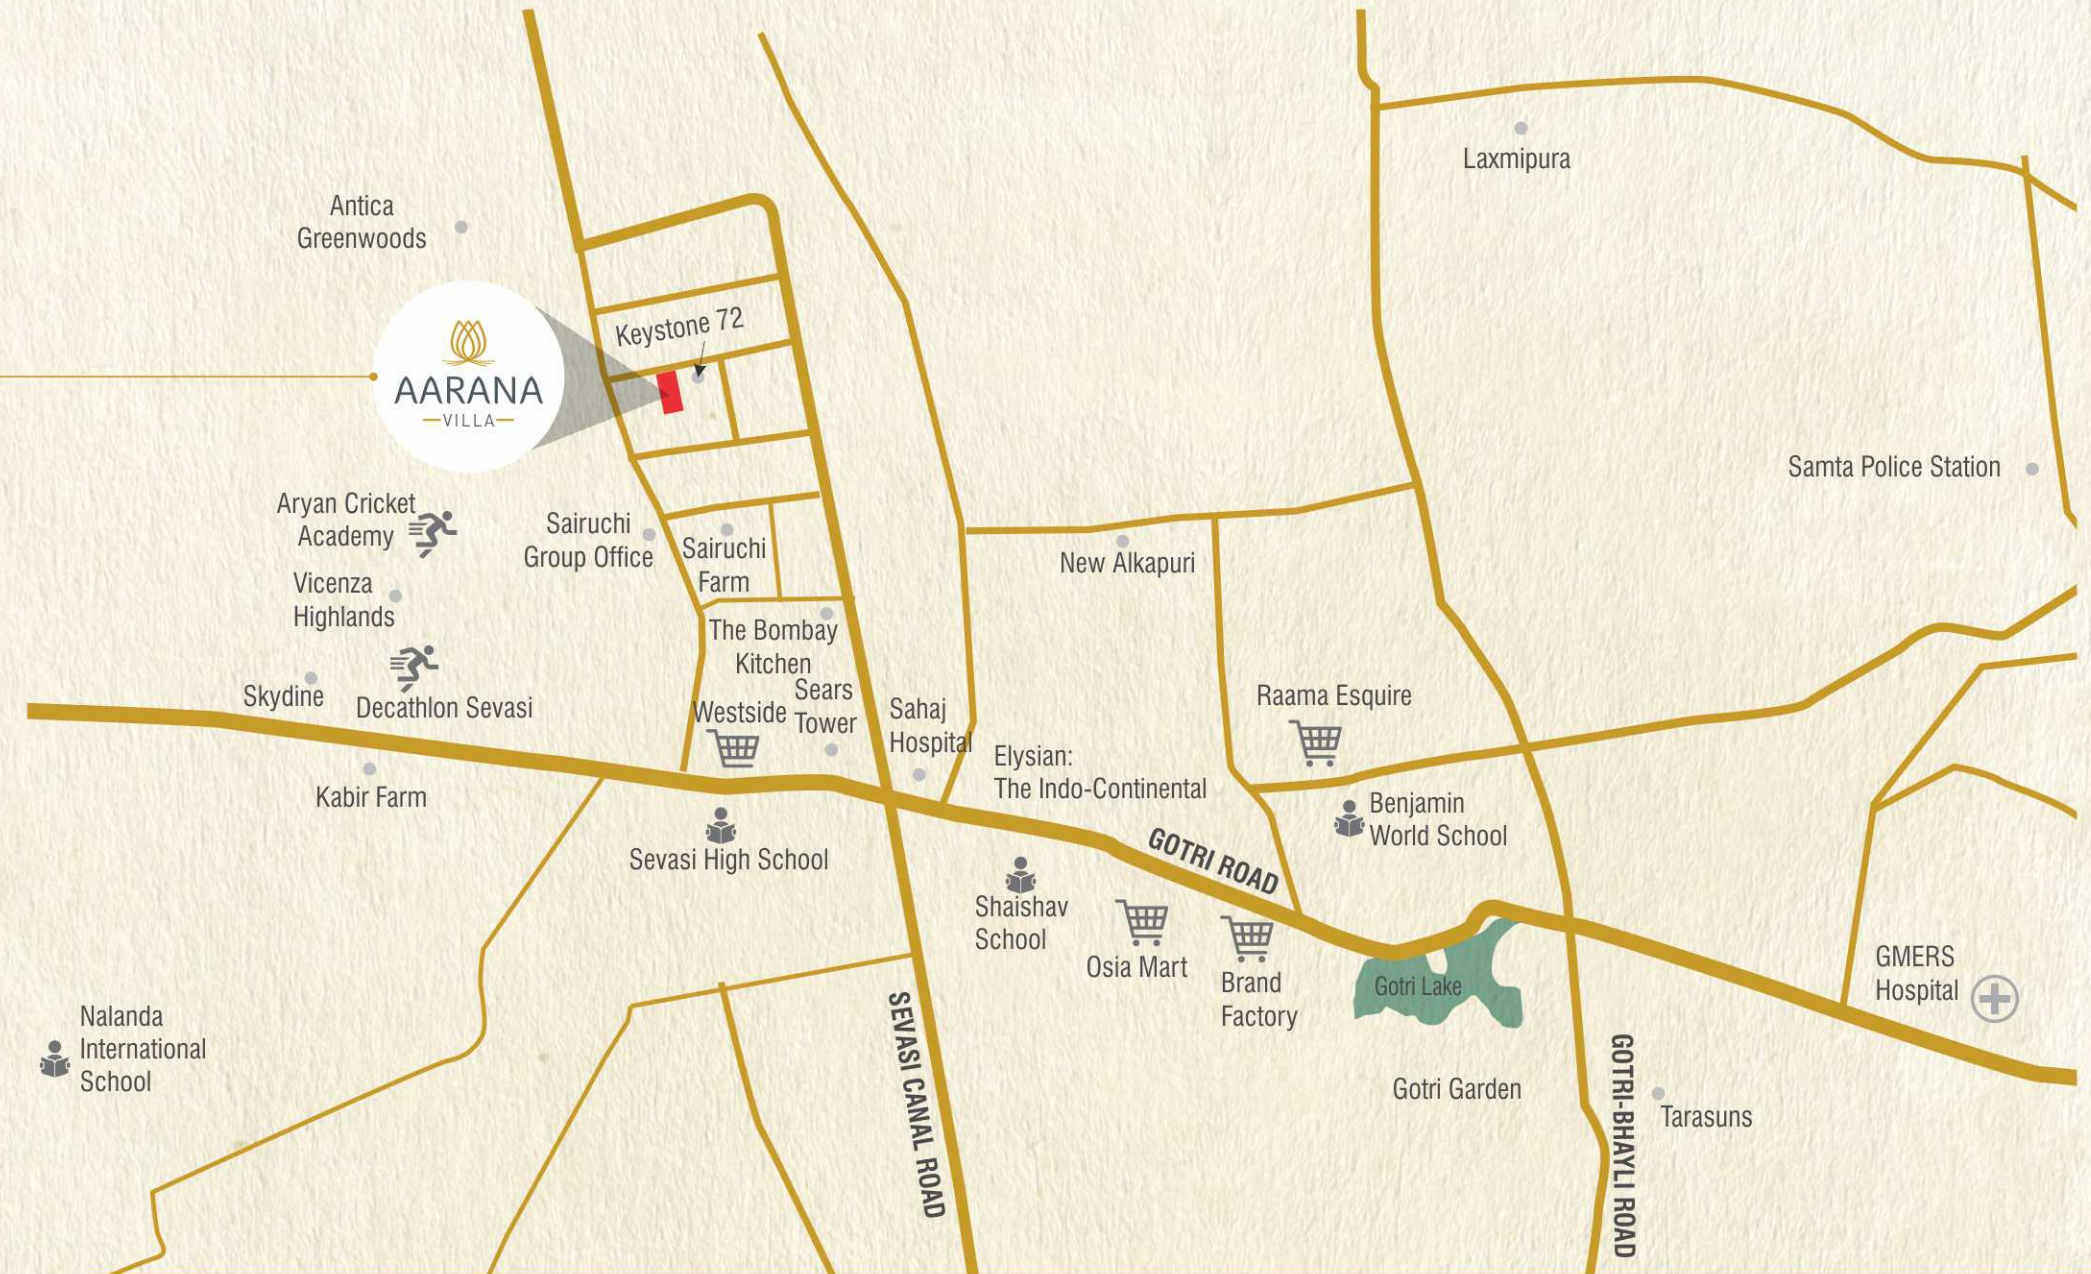 Laxmipura
Antica
Greenwoods
Keystone 72
AARANA
VILLA
Samta Police Station
Aryan Cricket
Academy
Sairuchi
Group Office
Sairuchi
Farm
New Alkapuri
Vicenza
Highlands
The Bombay
Kitchen
Skydine
Decathlon Sevasi
Westside
Sears
Tower
Sahaj
Hospital
Raama Esquire
Elysian:
The Indo-Continental
Kabir Farm
Benjamin
World School
Sevasi High School
GOTRI ROAD
Shaishav
School
Osia Mart
Brand
Factory
Gotri Lake
GMERS
Hospital
Nalanda
International
School
SEVASI CANAL ROAD
Gotri Garden
GOTRI-BHAYLI ROAD
Tarasuns